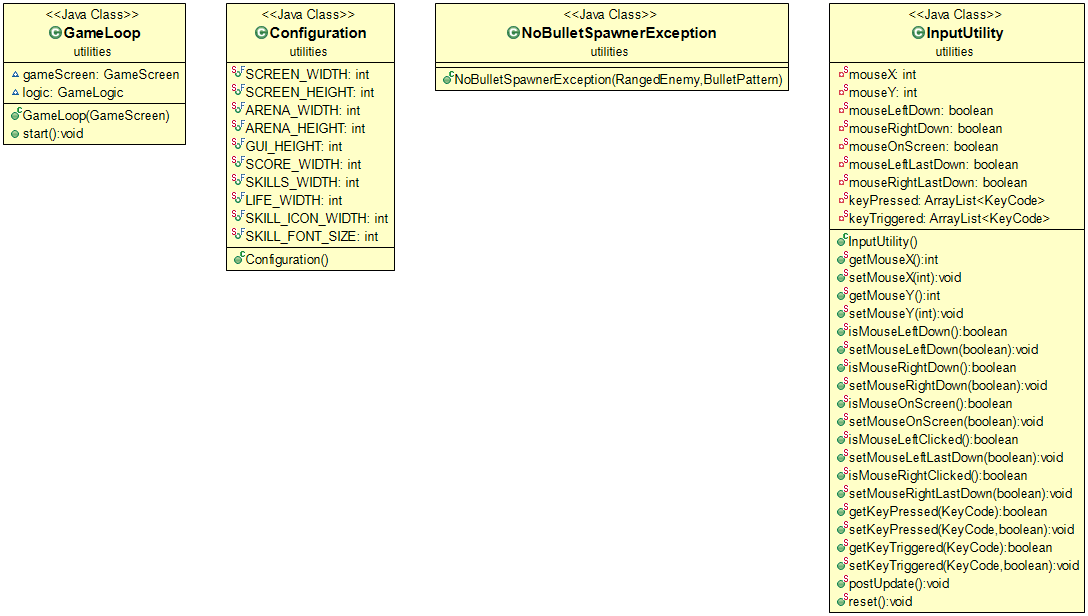 <<Java Class>>
GameLoop
utilities
gameScreen: GameScreen
logic: GameLogic
GameLoop(GameScreen)
start():void
<<Java Class>>
Configuration
utilities
SCREEN_WIDTH: int
SCREEN_HEIGHT: int
ARENA_WIDTH: int
ARENA_HEIGHT: int
GUI_HEIGHT: int
SCORE_WIDTH: int
SKILLS_WIDTH: int
LIFE_WIDTH: int
SKILL_ICON_WIDTH: int
SKILL_FONT_SIZE: int
Configuration()
<<Java Class>>
NoBulletSpawnerException
utilities
NoBulletSpawnerException(RangedEnemy,BulletPattern)
<<Java Class>>
InputUtility
utilities
mouseX: int
mouseY: int
mouseLeftDown: boolean
mouseRightDown: boolean
mouseOnScreen: boolean
mouseLeftLastDown: boolean
mouseRightLastDown: boolean
keyPressed: ArrayList<KeyCode>
keyTriggered: ArrayList<KeyCode>
InputUtility()
getMouseX():int
setMouseX(int):void
getMouseY():int
setMouseY(int):void
isMouseLeftDown():boolean
setMouseLeftDown(boolean):void
isMouseRightDown():boolean
setMouseRightDown(boolean):void
isMouseOnScreen():boolean
setMouseOnScreen(boolean):void
isMouseLeftClicked():boolean
setMouseLeftLastDown(boolean):void
isMouseRightClicked():boolean
setMouseRightLastDown(boolean):void
getKeyPressed(KeyCode):boolean
setKeyPressed(KeyCode,boolean):void
getKeyTriggered(KeyCode):boolean
setKeyTriggered(KeyCode,boolean):void
postUpdate():void
reset():void